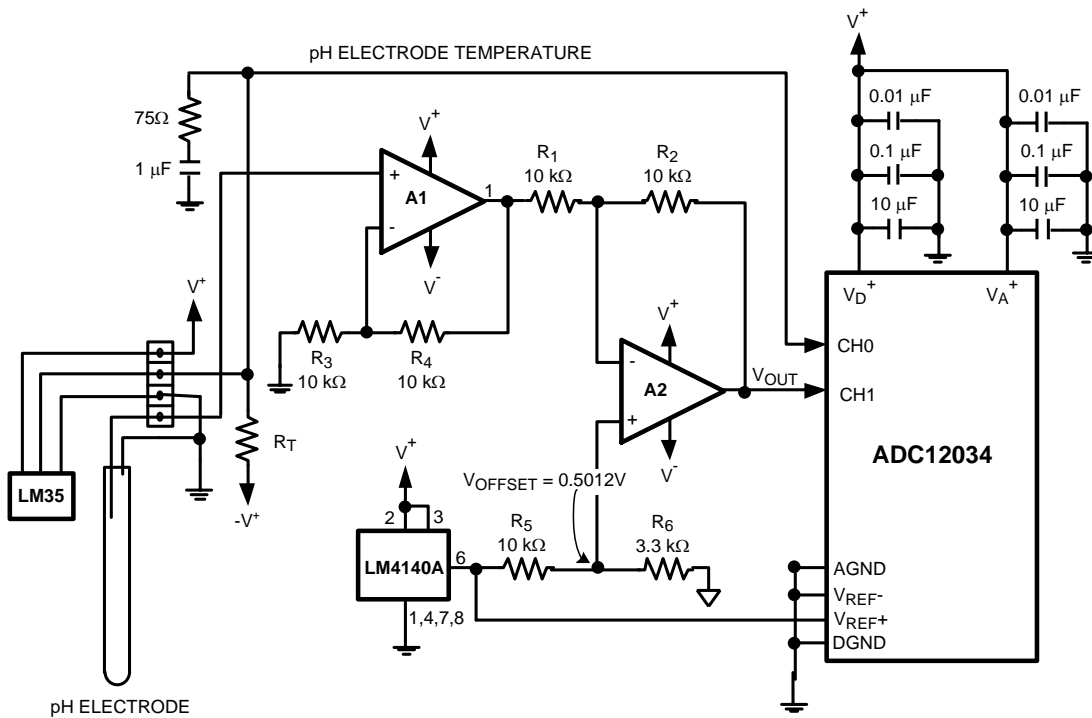 V+
pH ELECTRODE TEMPERATURE
75Ω
1 µF
0.01 µF
0.1 µF
10 µF
0.01 µF
0.1 µF
10 µF
V+
+
A1
-
1
V-
R1
10 kΩ
R2
10 kΩ
VD+
VA+
V+
R3
10 kΩ
R4
10 kΩ
V+
-
A2
+
V-
VOUT
CH0
CH1
ADC12034
RT
-V+
LM35
V+
2
3
LM4140A
6
1,4,7,8
VOFFSET = 0.5012V
R5
10 kΩ
R6
3.3 kΩ
AGND
VREF-
VREF+
DGND
pH ELECTRODE